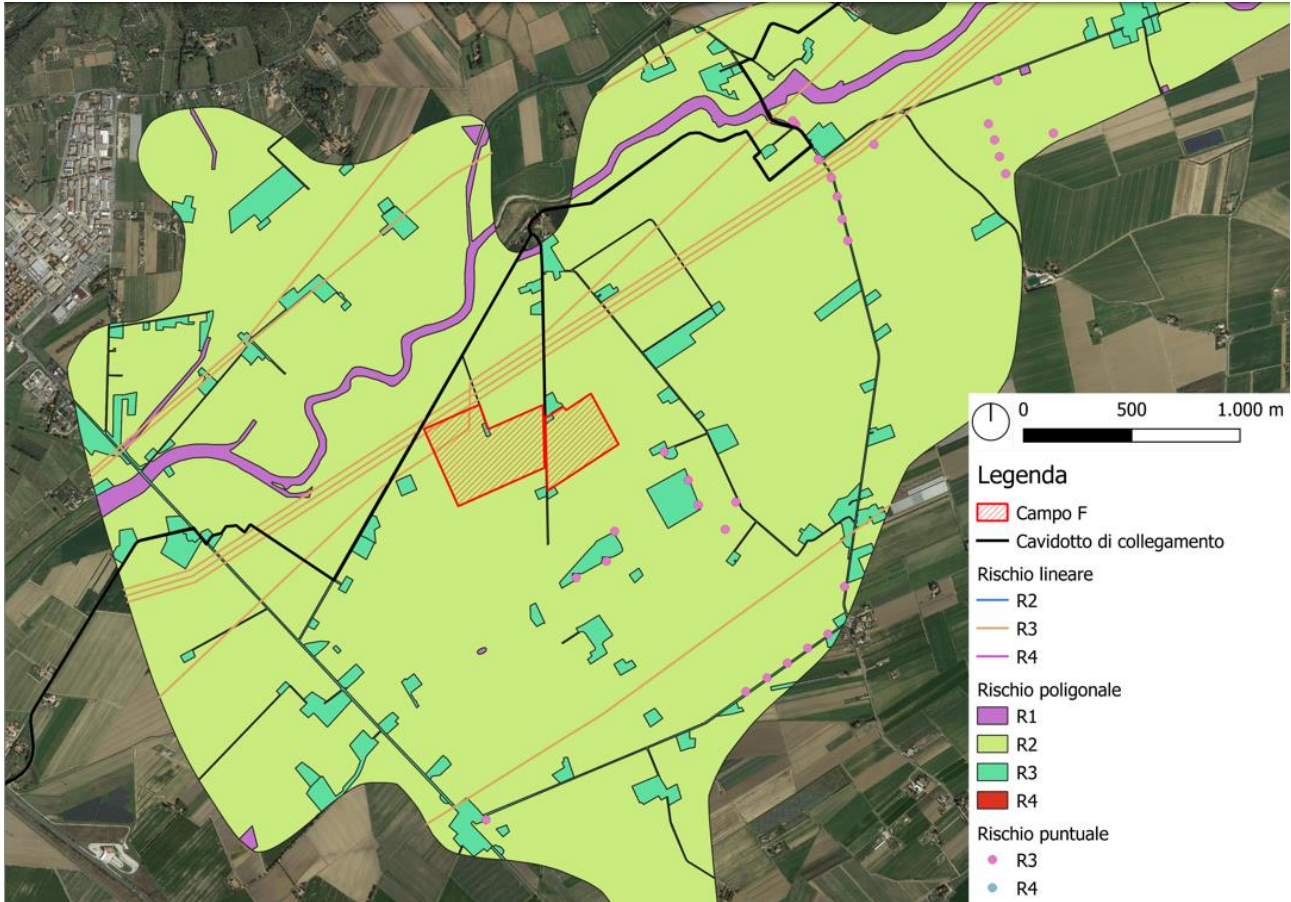 0 500 1.000 m
Legenda
Campo F
Cavidotto di collegamento
Rischio lineare
R2
R3
R4
Rischio poligonale
R1
R2
R3
R4
Rischio puntuale
R3
R4